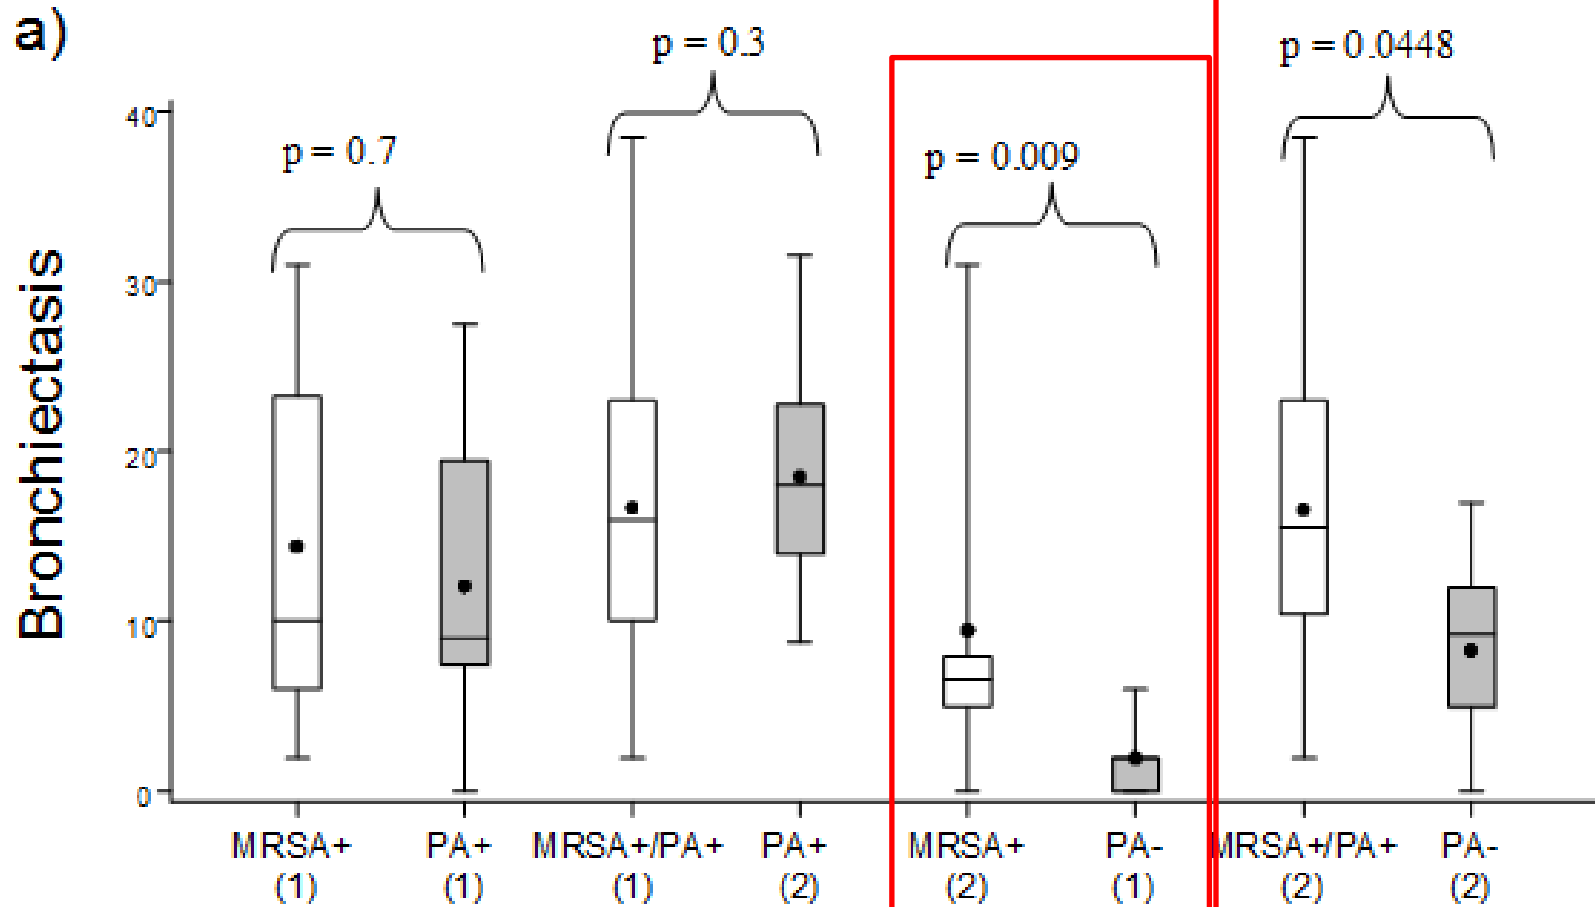 a)
p = 0.3
p = 0.0448
p = 0.7
p = 0.009
Bronchiectasis
40
30
20
10
0
MRSA+ PA+ MRSA+/PA+ PA+ MRSA+ PA- MRSA+/PA+ PA-
(1) (1) (1) (2) (2) (1) (2) (2)